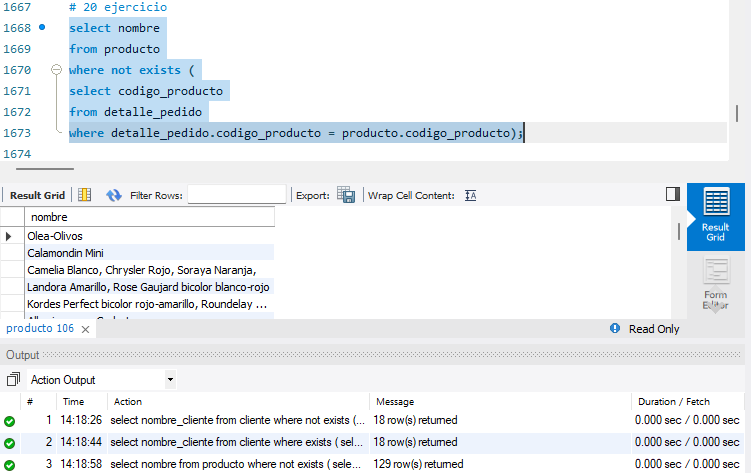 1667 # 20 ejercicio
1668 select nombre
1669 from producto
1670 where not exists (
1671 select codigo_producto
1672 from detalle_pedido
1673 where detalle_pedido.codigo_producto = producto.codigo_producto);
1674
Result Grid Filter Rows: Export: Wrap Cell Content:
nombre
Olea-Olivos
Calamondin Mini
Camelia Blanco, Chrysler Rojo, Soraya Naranja,
Landora Amarillo, Rose Gaujard bicolor blanco-rojo
Kordes Perfect bicolor rojo-amarillo, Roundelay ...
Result
Grid
Form
Editor
producto 106 Read Only
Output
Action Output
# Time Action Message Duration / Fetch
1 14:18:26 select nombre_cliente from cliente where not exists (... 18 row(s) returned 0.000 sec / 0.000 sec
2 14:18:44 select nombre_cliente from cliente where exists ( sel... 18 row(s) returned 0.000 sec / 0.000 sec
3 14:18:58 select nombre from producto where not exists ( sele... 129 row(s) returned 0.000 sec / 0.000 sec